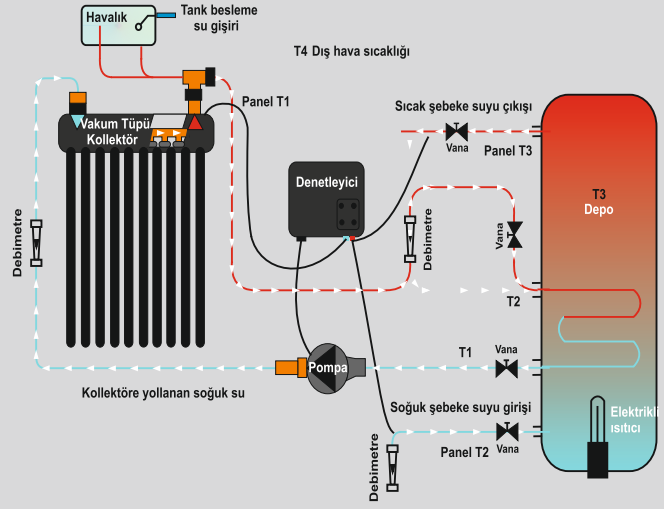 Havalık
Tank besleme
su gişiri
T4 Dış hava sıcaklığı
Panel T1
Vakum Tüpü
Kollektör
Sıcak şebeke suyu çıkışı
Vana
Panel T3
Denetleyici
T3
Depo
Debimetre
Debimetre
Vana
T2
T1
Vana
Pompa
Kollektöre yollanan soğuk su
Soğuk şebeke suyu girişi
Elektrikli
ısıtıcı
Panel T2
Vana
Debimetre